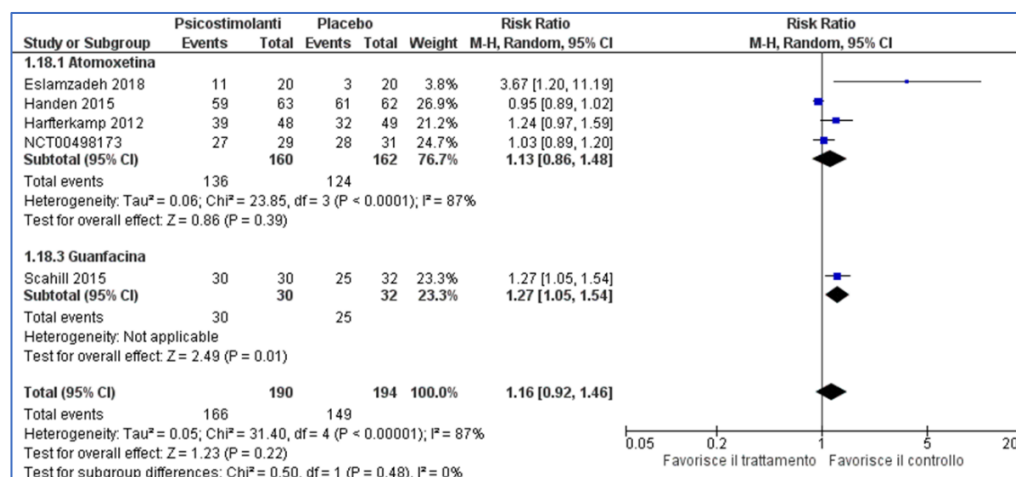 Psicostimolanti Placebo Risk Ratio Risk Ratio
Study or Subgroup Events Total Events Total Weight M-H, Random, 95% CI M-H, Random, 95% CI
1.18.1 Atomoxetina
Eslamzadeh 2018 11 20 3 20 3.8% 3.67 [1.20, 11.19]
Handen 2015 59 63 61 62 26.9% 0.95 [0.89, 1.02]
Harfterkamp 2012 39 48 32 49 21.2% 1.24 [0.97, 1.59]
NCT00498173 27 29 28 31 24.7% 1.03 [0.89, 1.20]
Subtotal (95% CI) 160 162 76.7% 1.13 [0.86, 1.48]
Total events 136 124
Heterogeneity: Tau² = 0.06; Chi² = 23.85, df = 3 (P < 0.0001); I² = 87%
Test for overall effect: Z = 0.86 (P = 0.39)
1.18.3 Guanfacina
Scahill 2015 30 30 25 32 23.3% 1.27 [1.05, 1.54]
Subtotal (95% CI) 30 32 23.3% 1.27 [1.05, 1.54]
Total events 30 25
Heterogeneity: Not applicable
Test for overall effect: Z = 2.49 (P = 0.01)
Total (95% CI) 190 194 100.0% 1.16 [0.92, 1.46]
Total events 166 149
Heterogeneity: Tau² = 0.05; Chi² = 31.40, df = 4 (P < 0.00001); I² = 87%
Test for overall effect: Z = 1.23 (P = 0.22)
Test for subgroup differences: Chi² = 0.50, df = 1 (P = 0.48), I² = 0%
0.05 0.2 1 5 20
Favorisce il trattamento Favorisce il controllo